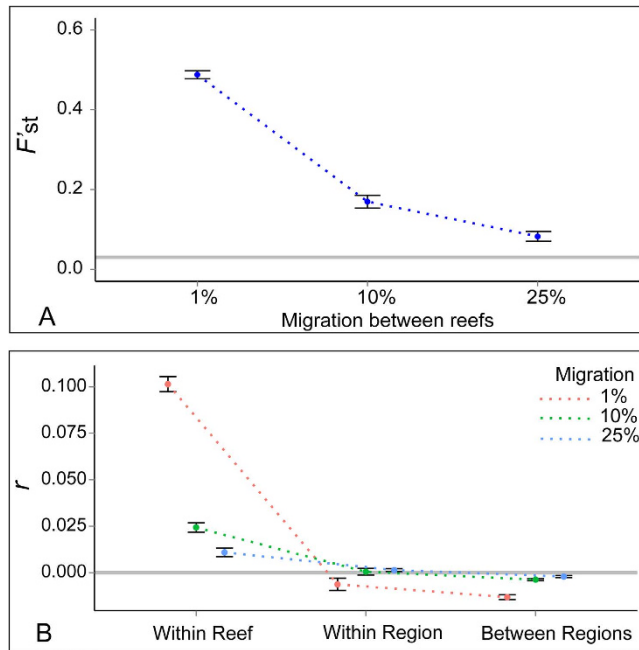 0.6
0.4
0.2
0.0
F'st
1% 10% 25%
Migration between reefs
A
Migration
1%
10%
25%
0.100
0.075
0.050
0.025
0.000
r
Within Reef Within Region Between Regions
B